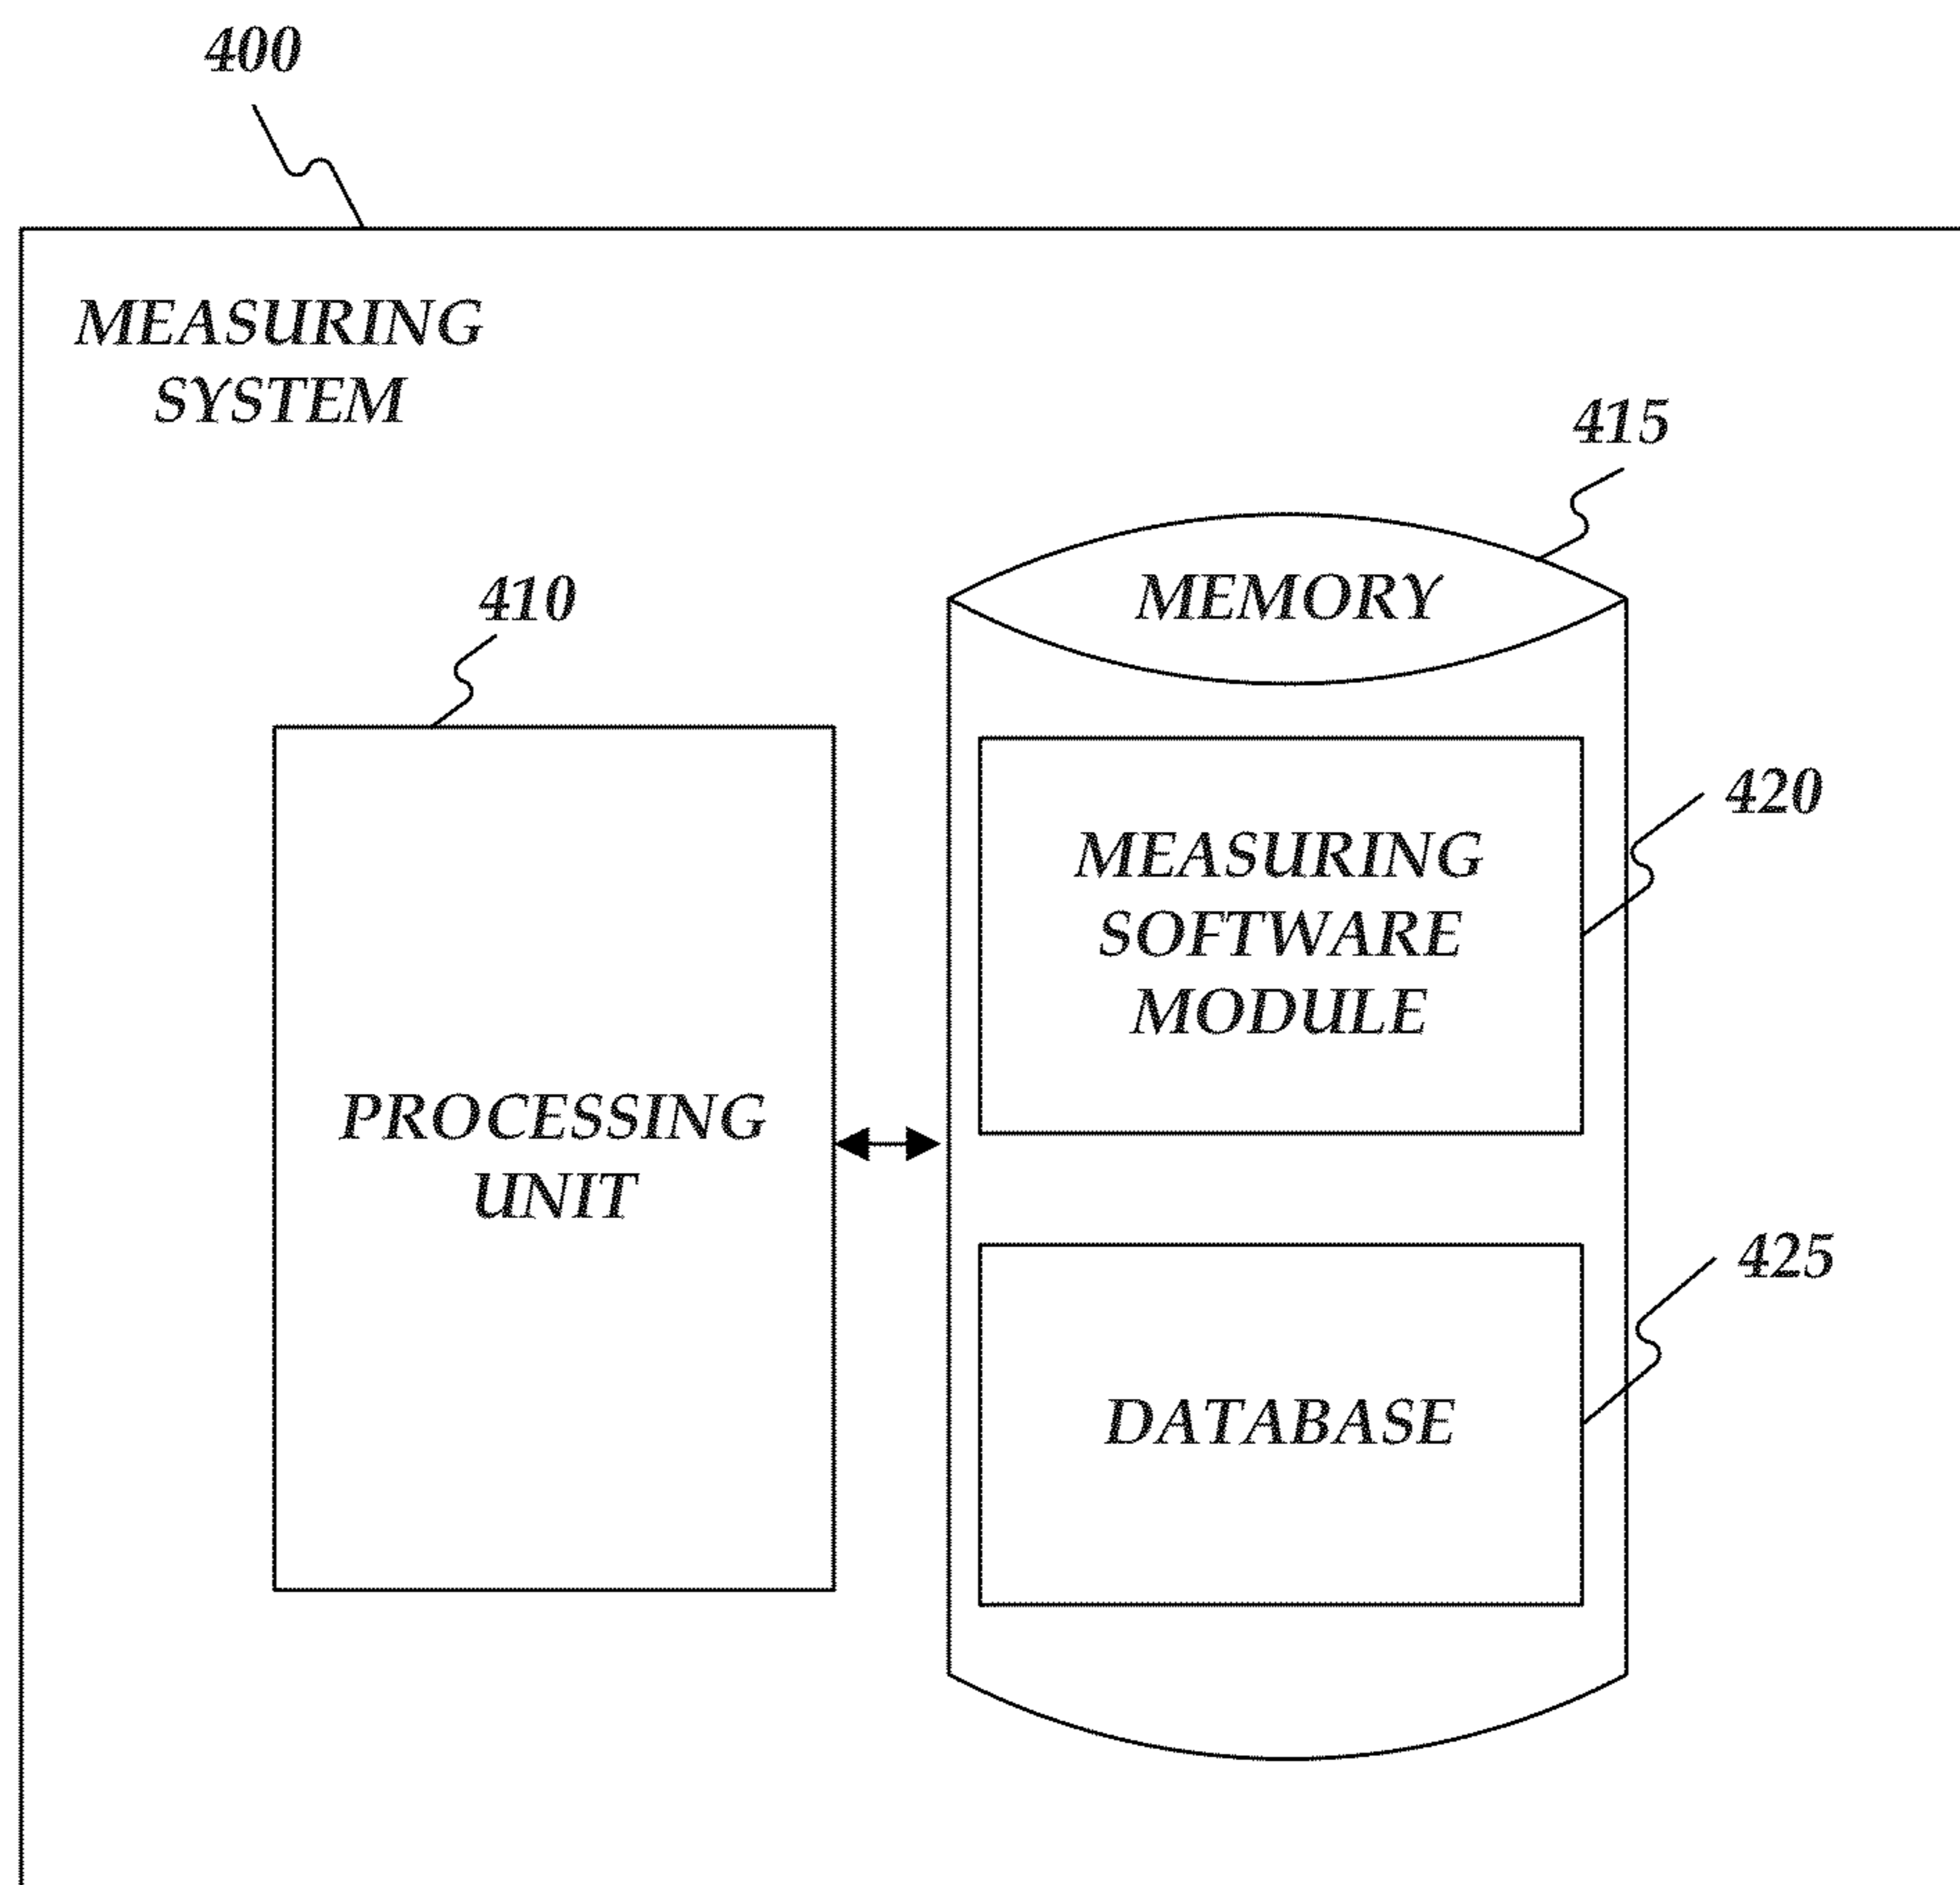 400
MEASURING
SYSTEM
415
MEMORY
410
MEASURING
SOFTWARE
MODULE
420
PROCESSING
UNIT
425
DATABASE